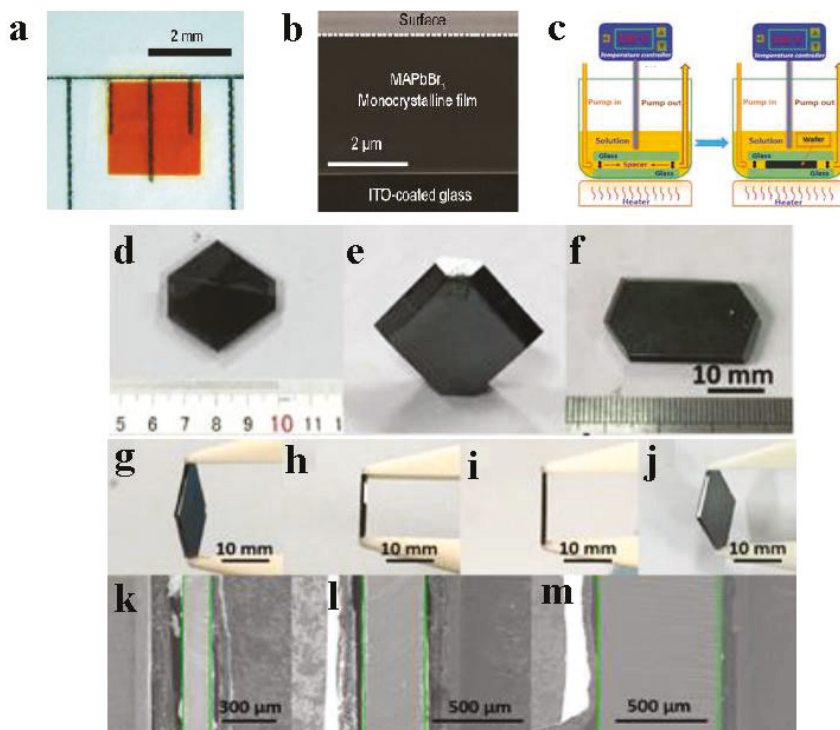 a
2 mm
b
Surface
MAPbBr3
Monocrystalline film
2 µm
ITO-coated glass
c
Temperature controller
Temperature controller
Pump in
Pump out
Pump in
Pump out
Solution
Solution
Wafer
Glass
Glass
Spacer
Glass
Glass
Heater
Heater
d
5 6 7 8 9 10 11 1
e
f
10 mm
g
10 mm
h
10 mm
i
10 mm
j
10 mm
k
300 µm
l
500 µm
m
500 µm